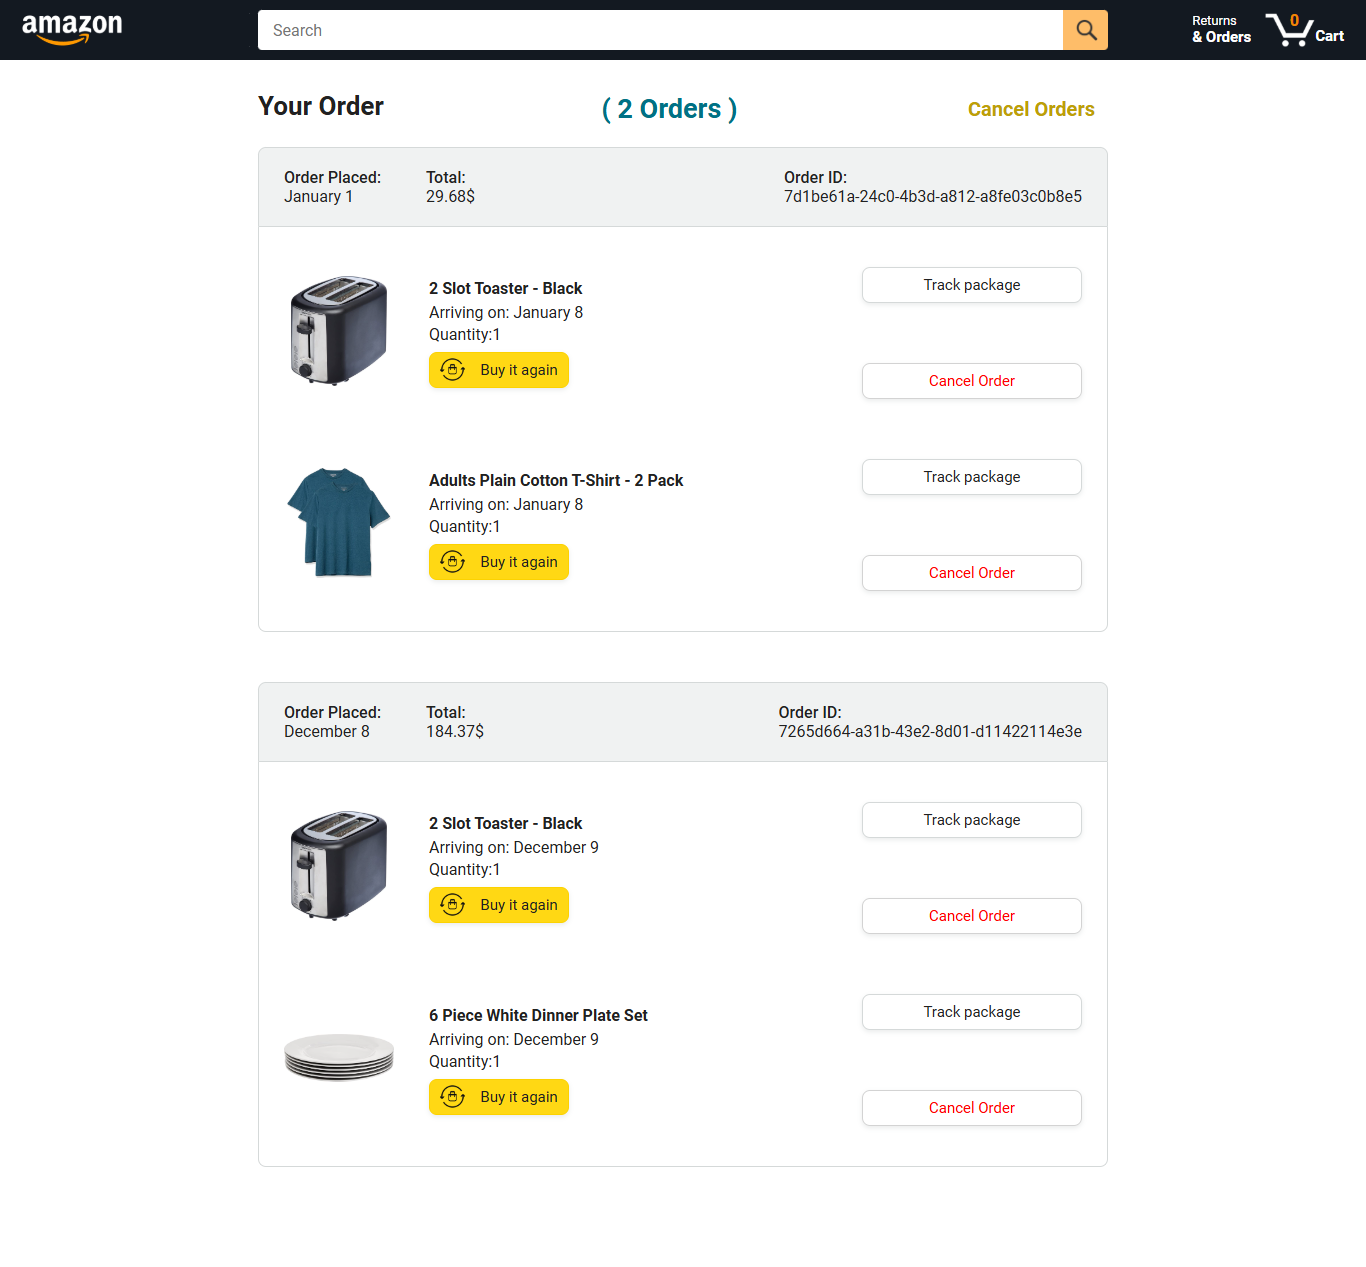 amazon
Search
Returns
& Orders
0
Cart
Your Order
( 2 Orders )
Cancel Orders
Order Placed:
January 1
Total:
29.68$
Order ID:
7d1be61a-24c0-4b3d-a812-a8fe03c0b8e5
2 Slot Toaster - Black
Arriving on: January 8
Quantity:1
Buy it again
Track package
Cancel Order
Adults Plain Cotton T-Shirt - 2 Pack
Arriving on: January 8
Quantity:1
Buy it again
Track package
Cancel Order
Order Placed:
December 8
Total:
184.37$
Order ID:
7265d664-a31b-43e2-8d01-d11422114e3e
2 Slot Toaster - Black
Arriving on: December 9
Quantity:1
Buy it again
Track package
Cancel Order
6 Piece White Dinner Plate Set
Arriving on: December 9
Quantity:1
Buy it again
Track package
Cancel Order